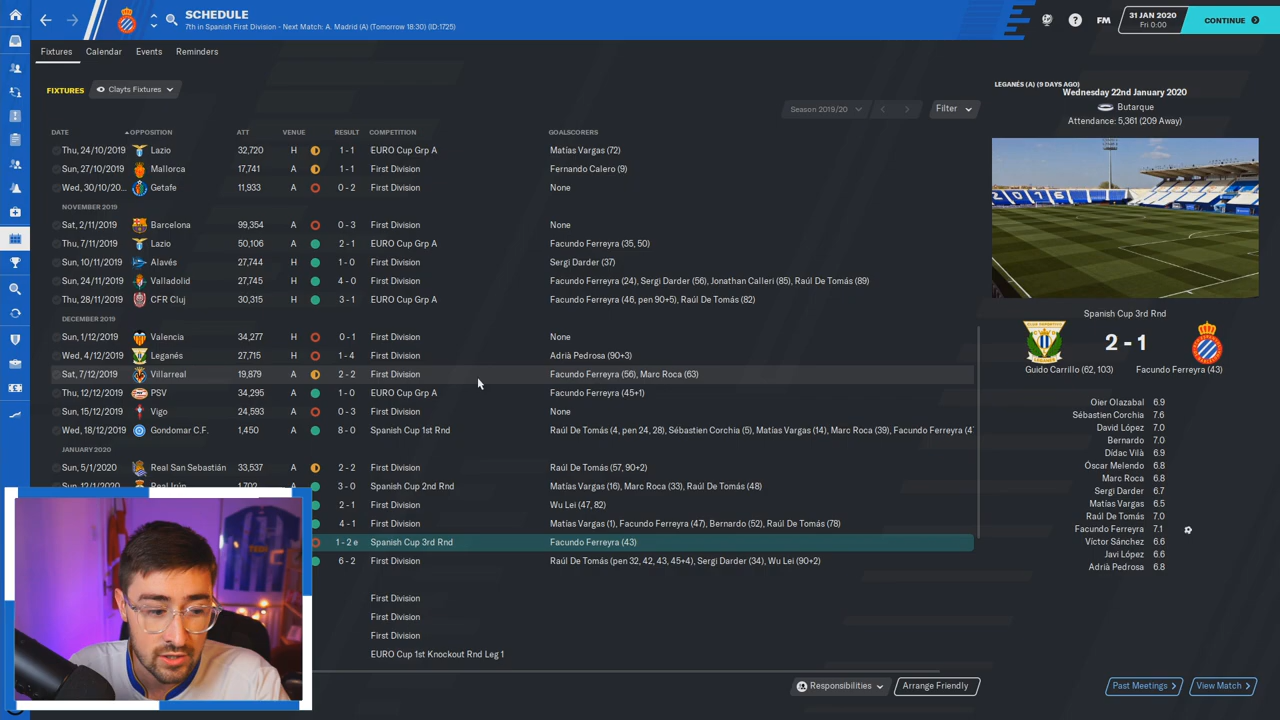 SCHEDULE
7th in Spanish First Division - Next Match: A. Madrid (A) (Tomorrow 18:30) (ID:1725)
FM
31 JAN 2020
Fri 0:00
CONTINUE
Fixtures Calendar Events Reminders
FIXTURES
Clayts Fixtures
Season 2019/20
Filter
DATE OPPOSITION ATT VENUE RESULT COMPETITION GOALSCORERS
Thu, 24/10/2019 Lazio 32,720 H 1 - 1 EURO Cup Grp A Matías Vargas (72)
Sun, 27/10/2019 Mallorca 17,741 A 1 - 1 First Division Fernando Calero (9)
Wed, 30/10/20... Getafe 11,933 A 0 - 2 First Division None
NOVEMBER 2019
Sat, 2/11/2019 Barcelona 99,354 A 0 - 3 First Division None
Thu, 7/11/2019 Lazio 50,106 A 2 - 1 EURO Cup Grp A Facundo Ferreyra (35, 50)
Sun, 10/11/2019 Alavés 27,744 H 1 - 0 First Division Sergi Darder (37)
Sun, 24/11/2019 Valladolid 27,745 H 4 - 0 First Division Facundo Ferreyra (24), Sergi Darder (56), Jonathan Calleri (85), Raúl De Tomás (89)
Thu, 28/11/2019 CFR Cluj 30,315 H 3 - 1 EURO Cup Grp A Facundo Ferreyra (46, pen 90+5), Raúl De Tomás (82)
DECEMBER 2019
Sun, 1/12/2019 Valencia 34,277 H 0 - 1 First Division None
Wed, 4/12/2019 Leganés 27,715 H 1 - 4 First Division Adrià Pedrosa (90+3)
Sat, 7/12/2019 Villarreal 19,879 A 2 - 2 First Division Facundo Ferreyra (56), Marc Roca (63)
Thu, 12/12/2019 PSV 34,295 A 1 - 0 EURO Cup Grp A Facundo Ferreyra (45+1)
Sun, 15/12/2019 Vigo 24,593 A 0 - 3 First Division None
Wed, 18/12/2019 Gondomar C.F. 1,450 A 8 - 0 Spanish Cup 1st Rnd Raúl De Tomás (4, pen 24, 28), Sébastien Corchia (5), Matías Vargas (14), Marc Roca (39), Facundo Ferreyra (4
JANUARY 2020
Sun, 5/1/2020 Real San Sebastián 33,537 A 2 - 2 First Division Raúl De Tomás (57, 90+2)
Sun, 12/1/2020 Real Irún 1,702 A 3 - 0 Spanish Cup 2nd Rnd Matías Vargas (16), Marc Roca (33), Raúl De Tomás (48)
2 - 1 First Division Wu Lei (47, 82)
4 - 1 First Division Matías Vargas (1), Facundo Ferreyra (47), Bernardo (52), Raúl De Tomás (78)
1 - 2 e Spanish Cup 3rd Rnd Facundo Ferreyra (43)
6 - 2 First Division Raúl De Tomás (pen 32, 42, 43, 45+4), Sergi Darder (34), Wu Lei (90+2)
First Division
First Division
First Division
EURO Cup 1st Knockout Rnd Leg 1
Responsibilities
Arrange Friendly
LEGANÉS (A) (9 DAYS AGO)
Wednesday 22nd January 2020
Butarque
Attendance: 5,361 (209 Away)
Spanish Cup 3rd Rnd
2 - 1
Guido Carrillo (62, 103) Facundo Ferreyra (43)
Oier Olazabal 6.9
Sébastien Corchia 7.6
David López 7.0
Bernardo 7.0
Dídac Vilà 6.9
Óscar Melendo 6.8
Marc Roca 6.8
Sergi Darder 6.7
Matías Vargas 6.5
Raúl De Tomás 7.0
Facundo Ferreyra 7.1
Víctor Sánchez 6.6
Javi López 6.6
Adrià Pedrosa 6.8
Past Meetings
View Match